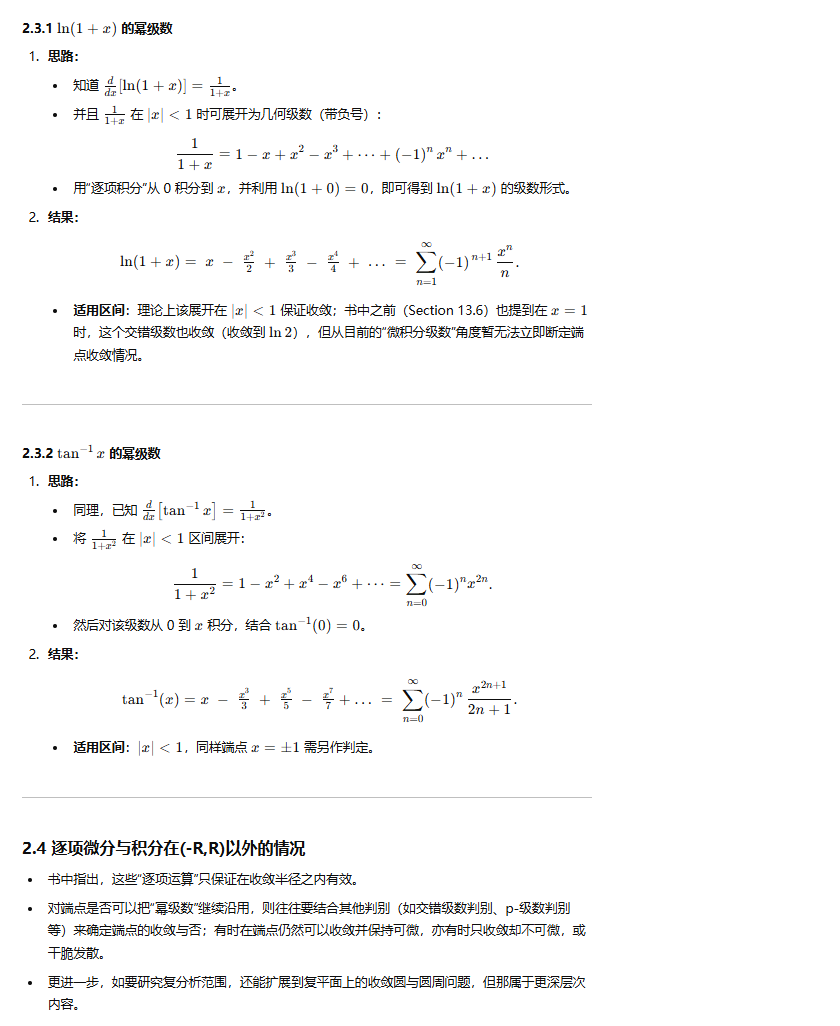 2.3.1 ln(1 + x) 的幂级数
1. 思路：
• 知道 d/dx [ln(1 + x)] = 1/(1+x)。
• 并且 1/(1+x) 在 |x| < 1 时可展开为几何级数（带负号）：
1/(1 + x) = 1 − x + x² − x³ + ⋯ + (−1)ⁿ xⁿ + …
• 用“逐项积分”从 0 积分到 x，并利用 ln(1 + 0) = 0，即可得到 ln(1 + x) 的级数形式。
2. 结果：
ln(1 + x) = x − x²/2 + x³/3 − x⁴/4 + … = ∑_{n=1}^{∞} (−1)ⁿ⁺¹ xⁿ/n.
• 适用区间：理论上该展开在 |x| < 1 保证收敛；书中之前（Section 13.6）也提到在 x = 1
时，这个交错级数也收敛（收敛到 ln 2），但从目前的“微积分级数”角度暂无法立即断定端
点收敛情况。
2.3.2 tan⁻¹ x 的幂级数
1. 思路：
• 同理，已知 d/dx [tan⁻¹ x] = 1/(1+x²)。
• 将 1/(1+x²) 在 |x| < 1 区间展开：
1/(1 + x²) = 1 − x² + x⁴ − x⁶ + ⋯ = ∑_{n=0}^{∞} (−1)ⁿx²ⁿ.
• 然后对该级数从 0 到 x 积分，结合 tan⁻¹(0) = 0。
2. 结果：
tan⁻¹(x) = x − x³/3 + x⁵/5 − x⁷/7 + … = ∑_{n=0}^{∞} (−1)ⁿ x²ⁿ⁺¹/(2n + 1).
• 适用区间：|x| < 1，同样端点 x = ±1 需另作判定。
2.4 逐项微分与积分在(-R,R)以外的情况
• 书中指出，这些“逐项运算”只保证在收敛半径之内有效。
• 对端点是否可以把“幂级数”继续沿用，则往往要结合其他判别（如交错级数判别、p-级数判别
等）来确定端点的收敛与否；有时在端点仍然可以收敛并保持可微，亦有时只收敛却不可微，或
干脆发散。
• 更进一步，如要研究复分析范围，还能扩展到复平面上的收敛圆与圆周问题，但那属于更深层次
内容。